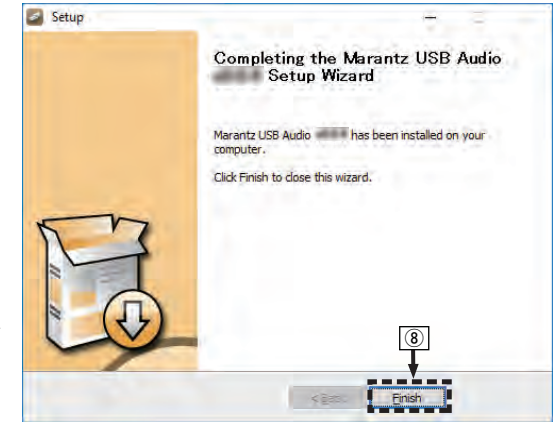 Setup
Completing the Marantz USB Audio
Setup Wizard
Marantz USB Audio has been installed on your
computer.
Click Finish to close this wizard.
⑧
Finish